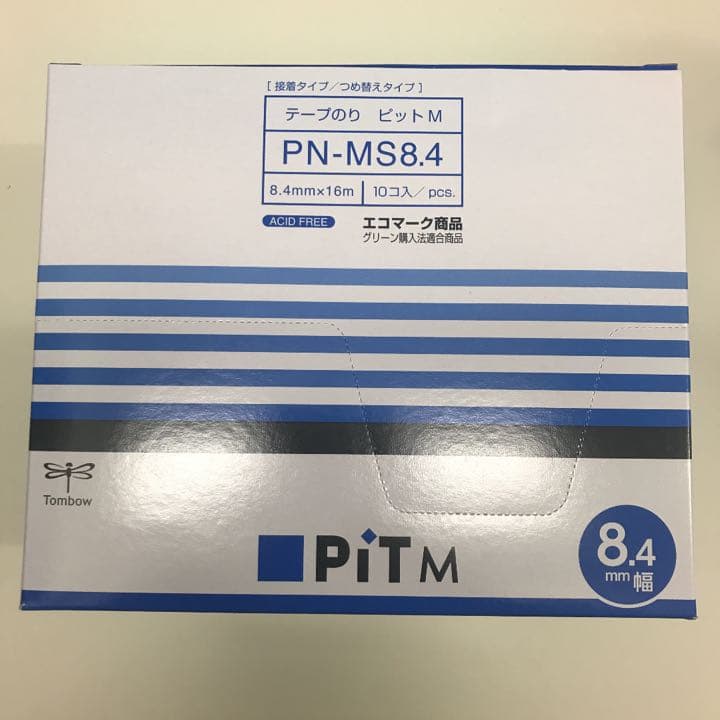 [ 接着タイプ/つめ替えタイプ ]
テープのり ピットM
PN-MS8.4
8.4mm×16m 10コ入/pcs.
ACID FREE エコマーク商品
グリーン購入法適合商品
Tombow
PiT M
8.4
mm 幅